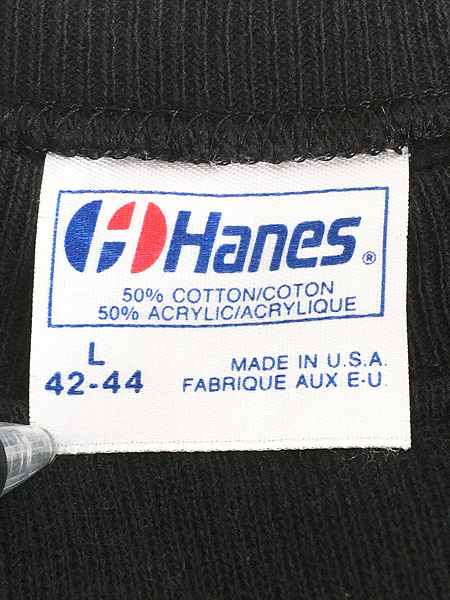 Hanes®
50% COTTON/COTON
50% ACRYLIC/ACRYLIQUE
L
42-44
MADE IN U.S.A.
FABRIQUE AUX E-U.